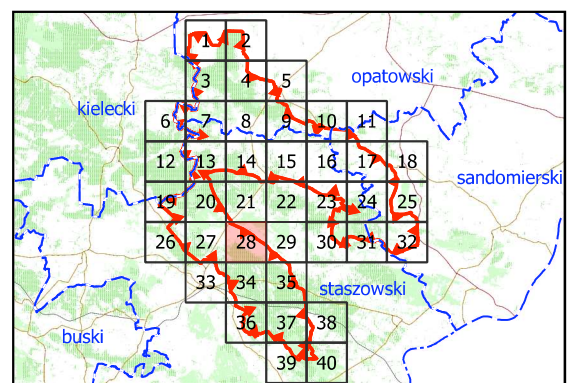 1 2
3 4 5
opatowski
kielecki
6 7 8 9 10 11
12 13 14 15 16 17 18
sandomierski
19 20 21 22 23 24 25
26 27 28 29 30 31 32
33 34 35
staszowski
36 37 38
buski
39 40